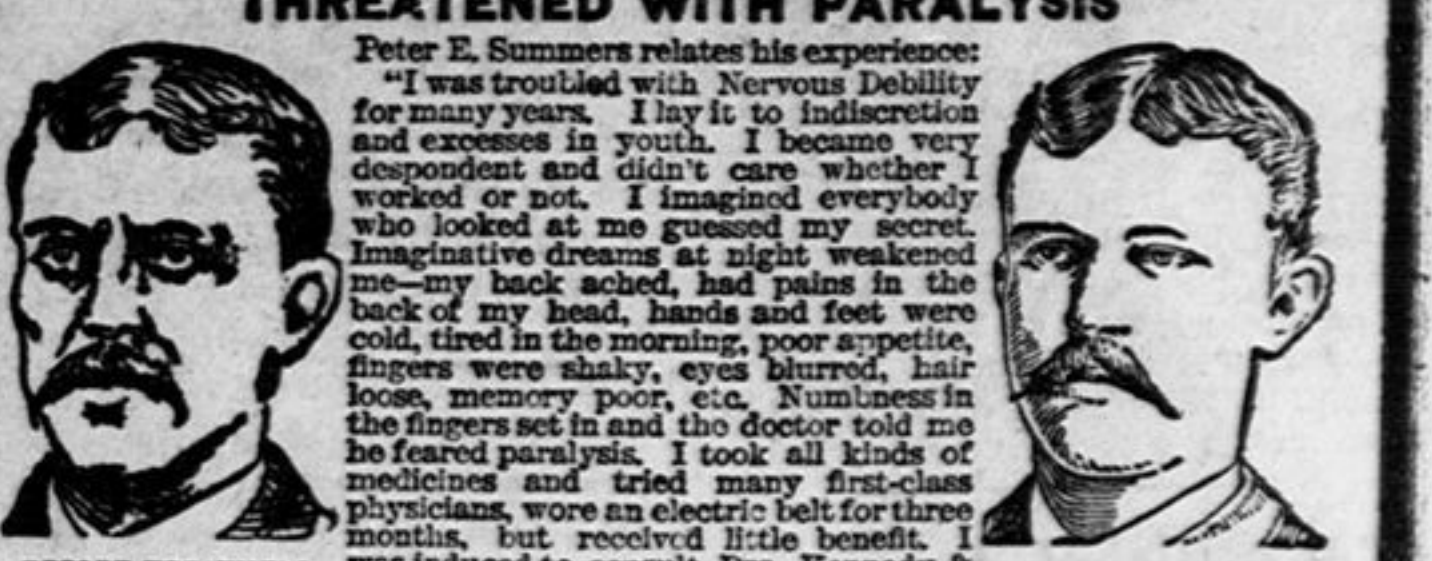 THREATENED WITH PARALYSIS
Peter E. Summers relates his experience:
"I was troubled with Nervous Debility
for many years. I lay it to indiscretion
and excesses in youth. I became very
despondent and didn't care whether I
worked or not. I imagined everybody
who looked at me guessed my secret.
Imaginative dreams at night weakened
me—my back ached, had pains in the
back of my head, hands and feet were
cold, tired in the morning, poor appetite,
fingers were shaky, eyes blurred, hair
loose, memory poor, etc. Numbness in
the fingers set in and the doctor told me
he feared paralysis. I took all kinds of
medicines and tried many first-class
physicians, wore an electric belt for three
months, but received little benefit. I
was induced to consult Drs. Kennedy &